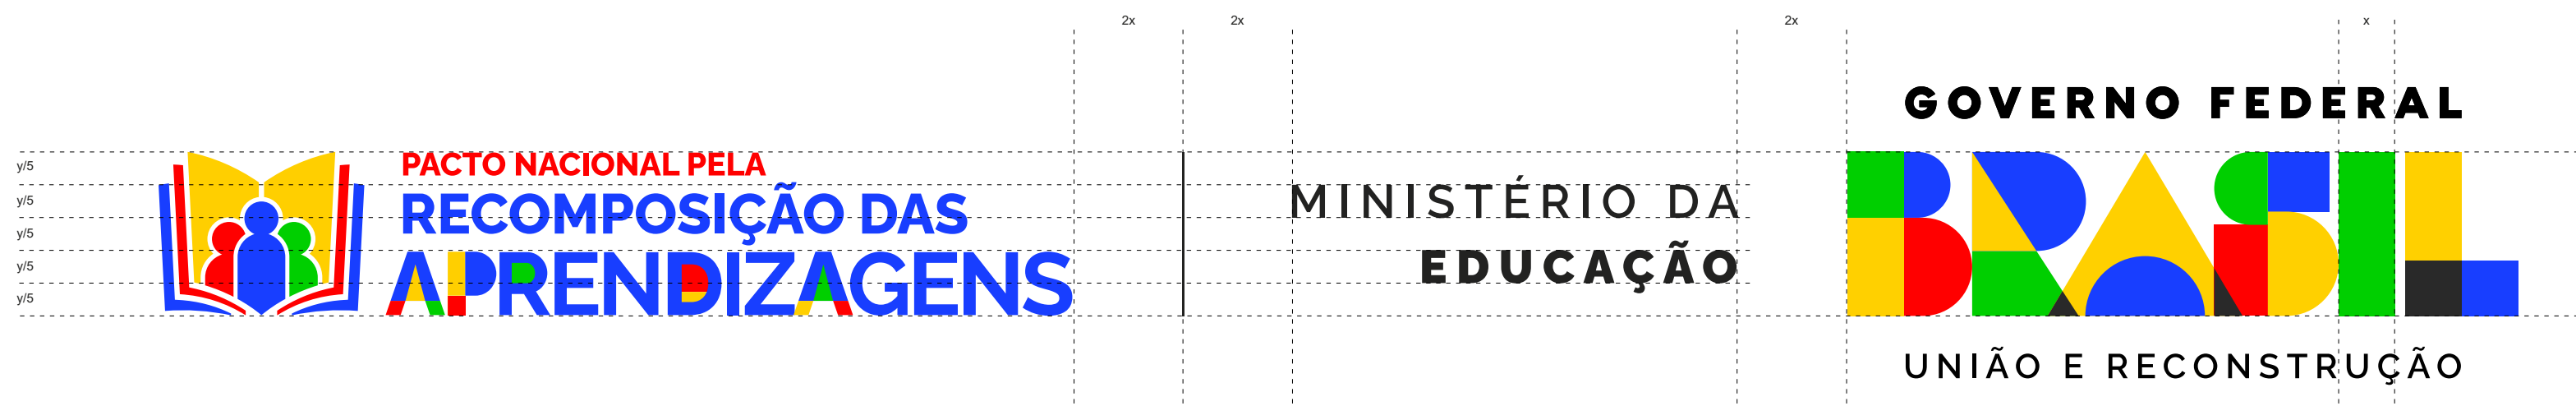 2x
2x
2x
x
y/5
y/5
y/5
y/5
y/5
PACTO NACIONAL PELA
RECOMPOSIÇÃO DAS
APRENDIZAGENS
MINISTÉRIO DA
EDUCAÇÃO
GOVERNO FEDERAL
BRASIL
UNIÃO E RECONSTRUÇÃO